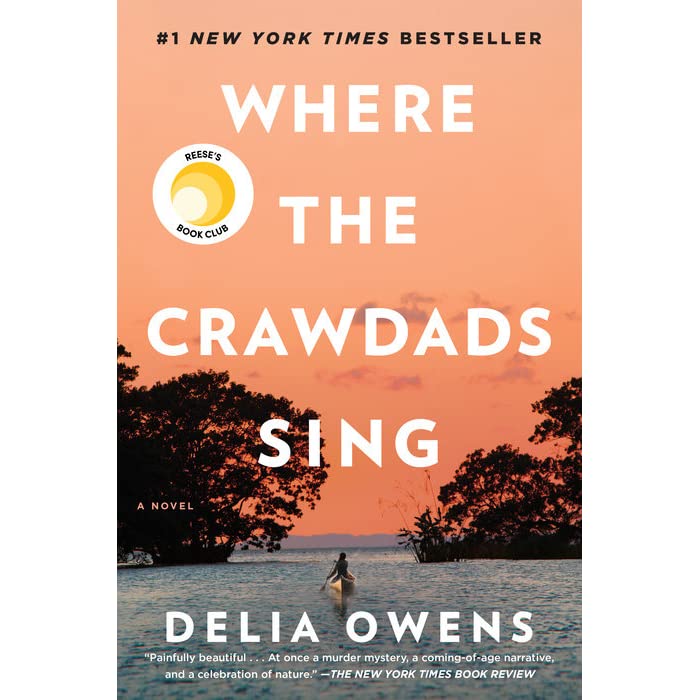 #1 NEW YORK TIMES BESTSELLER
WHERE
REESE'S
BOOK CLUB
THE
CRAWDADS
SING
A NOVEL
DELIA OWENS
“Painfully beautiful . . . At once a murder mystery, a coming-of-age narrative,
and a celebration of nature.” —THE NEW YORK TIMES BOOK REVIEW